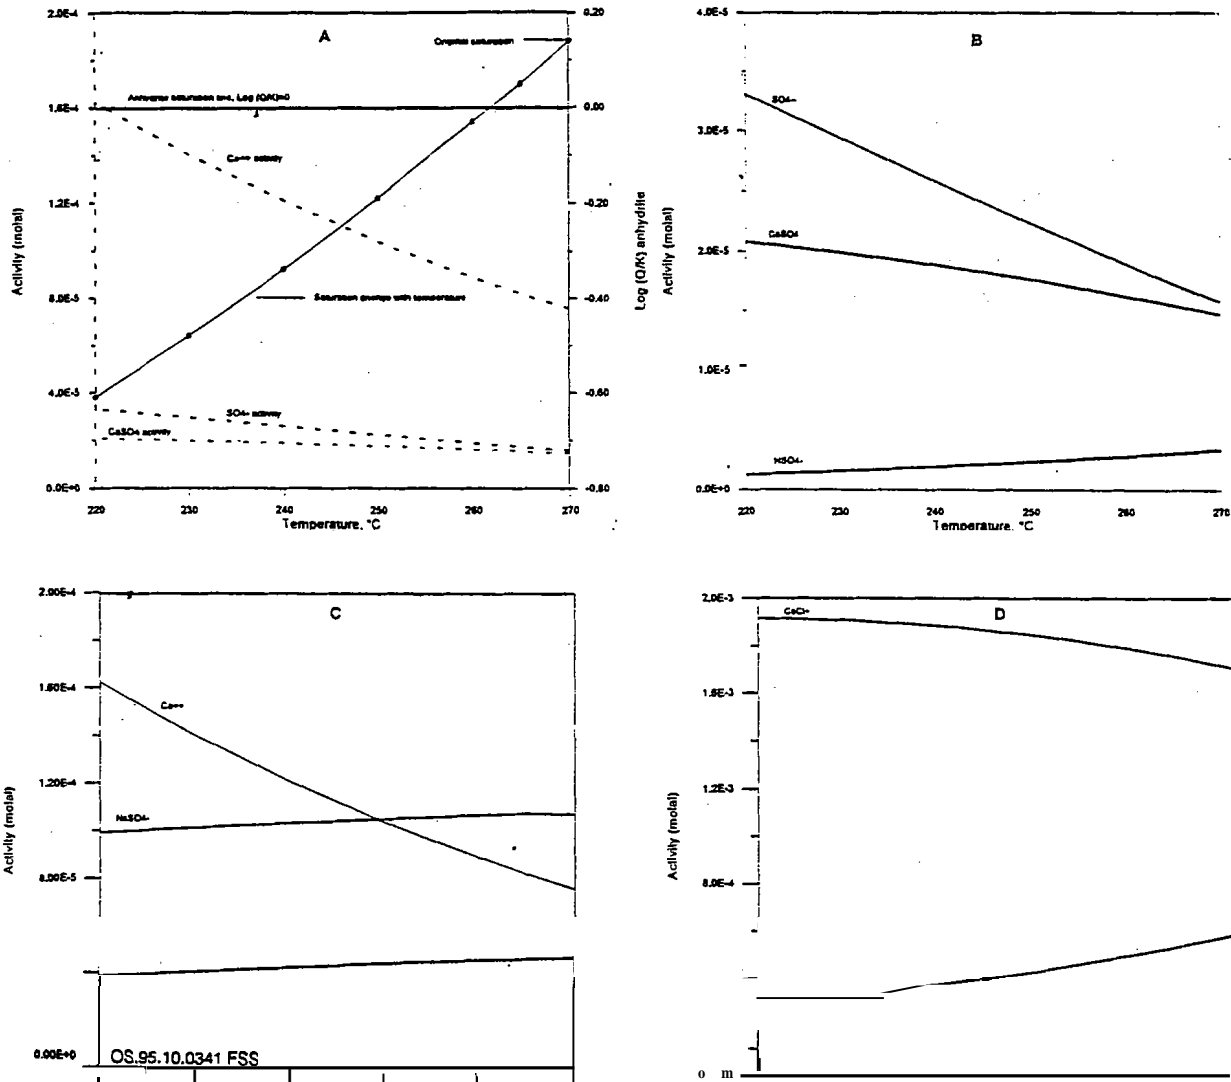 A
2.0E-4
1.6E-4
1.2E-4
8.0E-5
4.0E-5
0.0E+0
Activity (molal)
0.20
0.00
-0.20
-0.40
-0.60
-0.80
Log (Q/K) anhydrite
Original saturation
Anhydrite saturation line, Log (Q/K)=0
Ca++ activity
Saturation change with temperature
SO4-- activity
CaSO4 activity
220 230 240 250 260 270
Temperature, °C
B
4.0E-5
3.0E-5
2.0E-5
1.0E-5
0.0E+0
Activity (molal)
SO4--
CaSO4
HSO4-
220 230 240 250 260 270
Temperature, °C
C
2.00E-4
1.60E-4
1.20E-4
8.00E-5
0.00E+0
Activity (molal)
Ca++
NaSO4-
OS.95.10.0341 FSS
D
2.0E-3
1.6E-3
1.2E-3
8.0E-4
o m
Activity (molal)
CaCl+